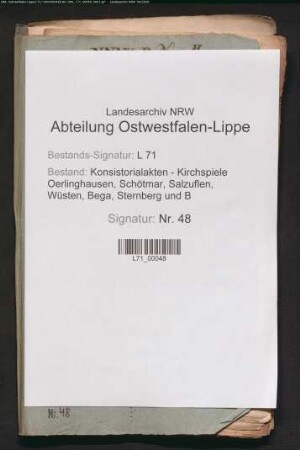 Landesarchiv NRW
Abteilung Ostwestfalen-Lippe
Bestands-Signatur: L 71
Bestand: Konsistorialakten - Kirchspiele
Oerlinghausen, Schötmar, Salzuflen,
Wüsten, Bega, Sternberg und B
Signatur: Nr. 48
L71_00048
Nr. 48